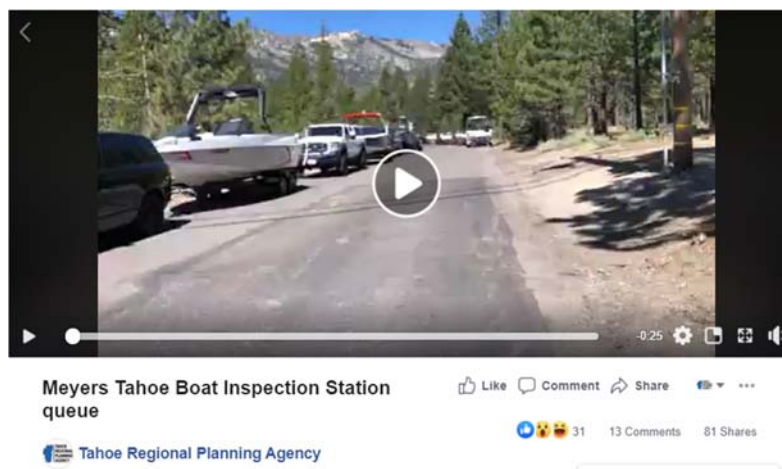 -0:25
Meyers Tahoe Boat Inspection Station
queue
Like Comment Share
31 13 Comments 81 Shares
Tahoe Regional Planning Agency